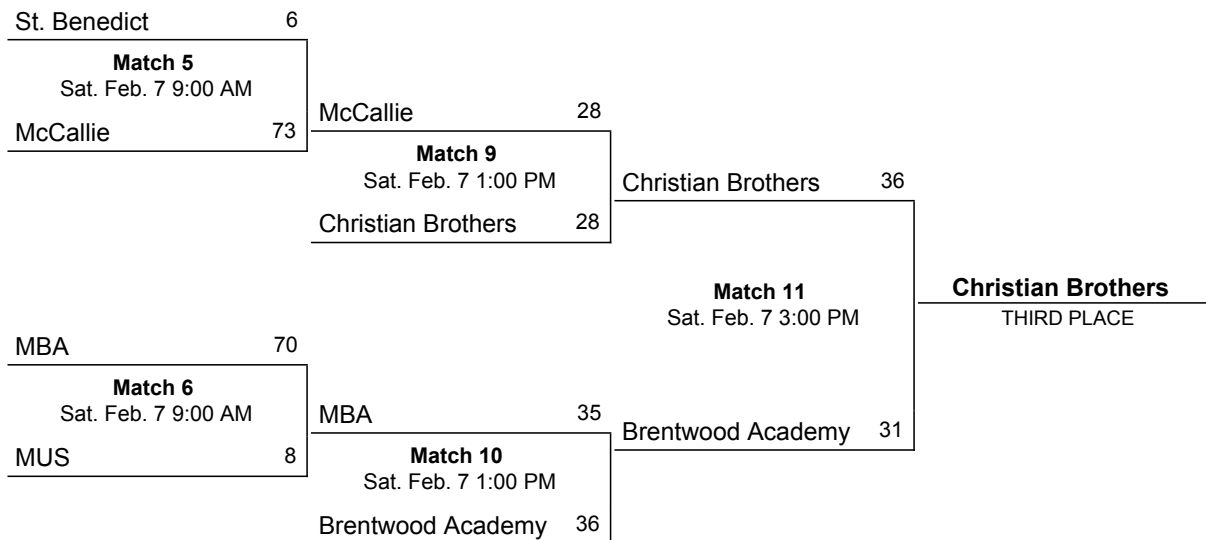 St. Benedict 6
Match 5
Sat. Feb. 7 9:00 AM
McCallie 73
McCallie 28
Match 9
Sat. Feb. 7 1:00 PM
Christian Brothers 28
Christian Brothers 36
Match 11
Sat. Feb. 7 3:00 PM
Christian Brothers
THIRD PLACE
MBA 70
Match 6
Sat. Feb. 7 9:00 AM
MUS 8
MBA 35
Match 10
Sat. Feb. 7 1:00 PM
Brentwood Academy 36
Brentwood Academy 31